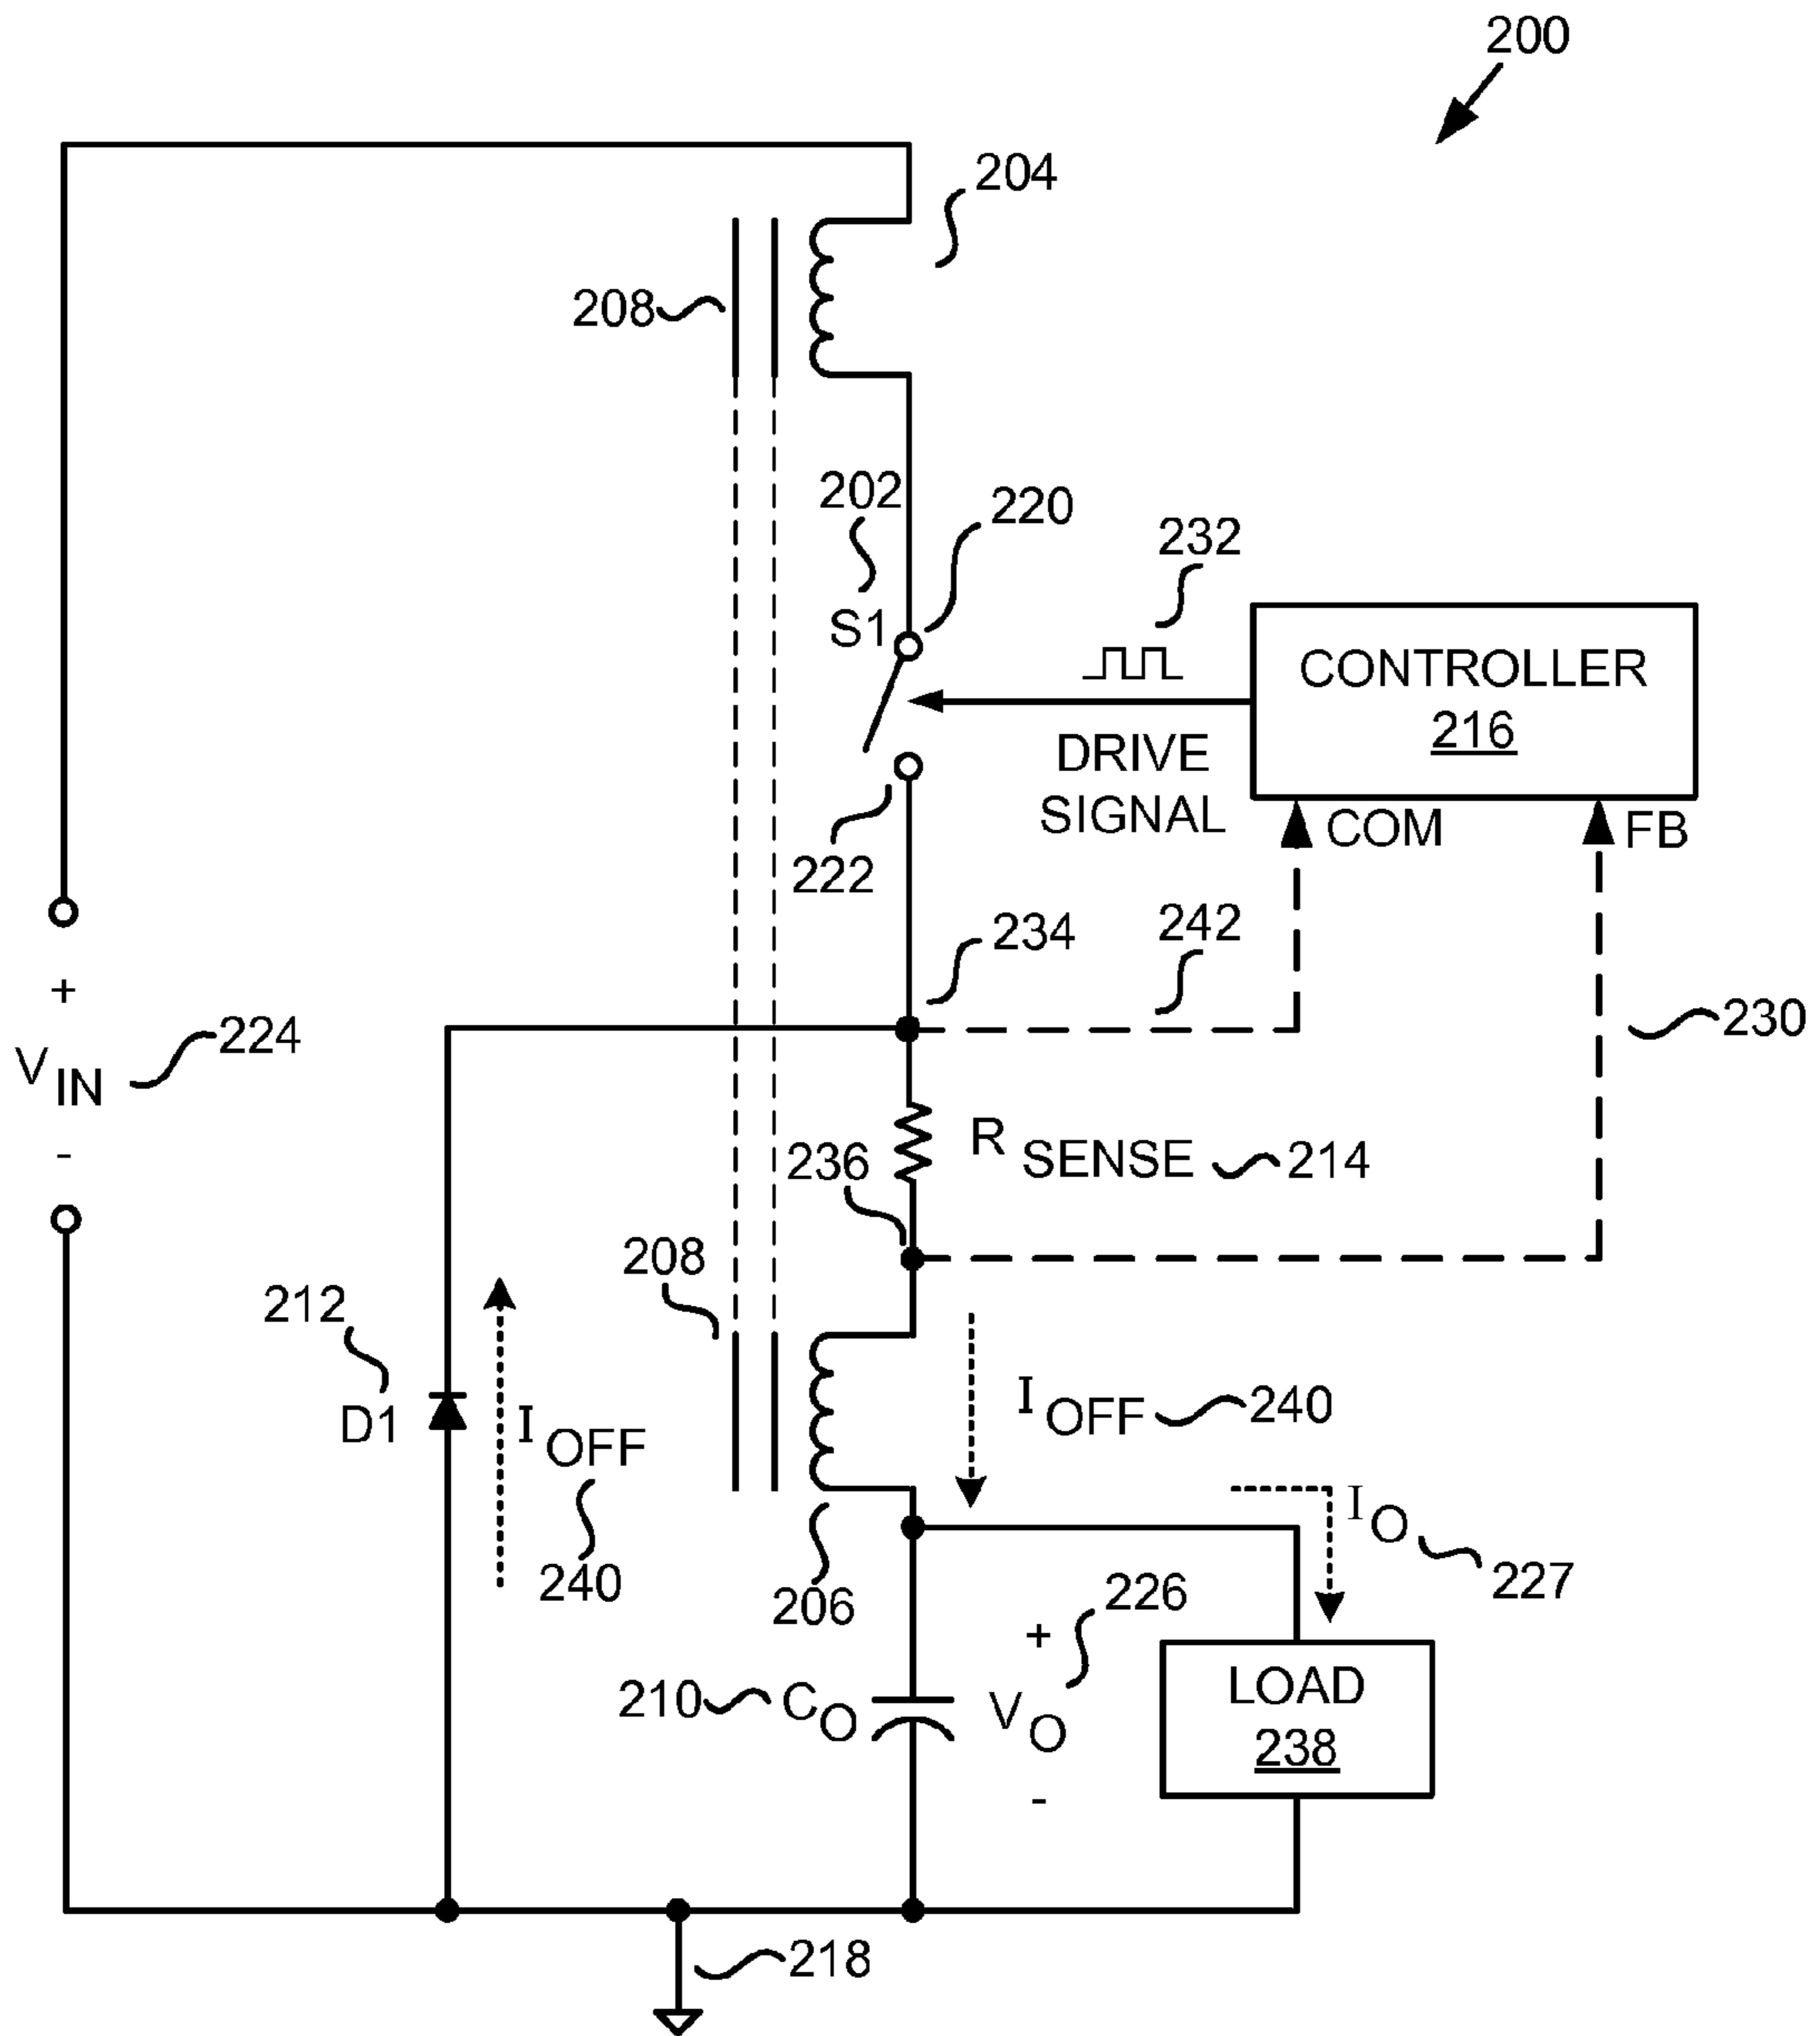 200
204
208
202
220
232
S1
CONTROLLER
216
DRIVE
SIGNAL
COM
FB
222
234
242
230
+
VIN
224
-
RSENSE
214
236
208
212
D1
IOFF
240
IOFF
240
IO
227
206
226
+
210
CO
VO
-
LOAD
238
218